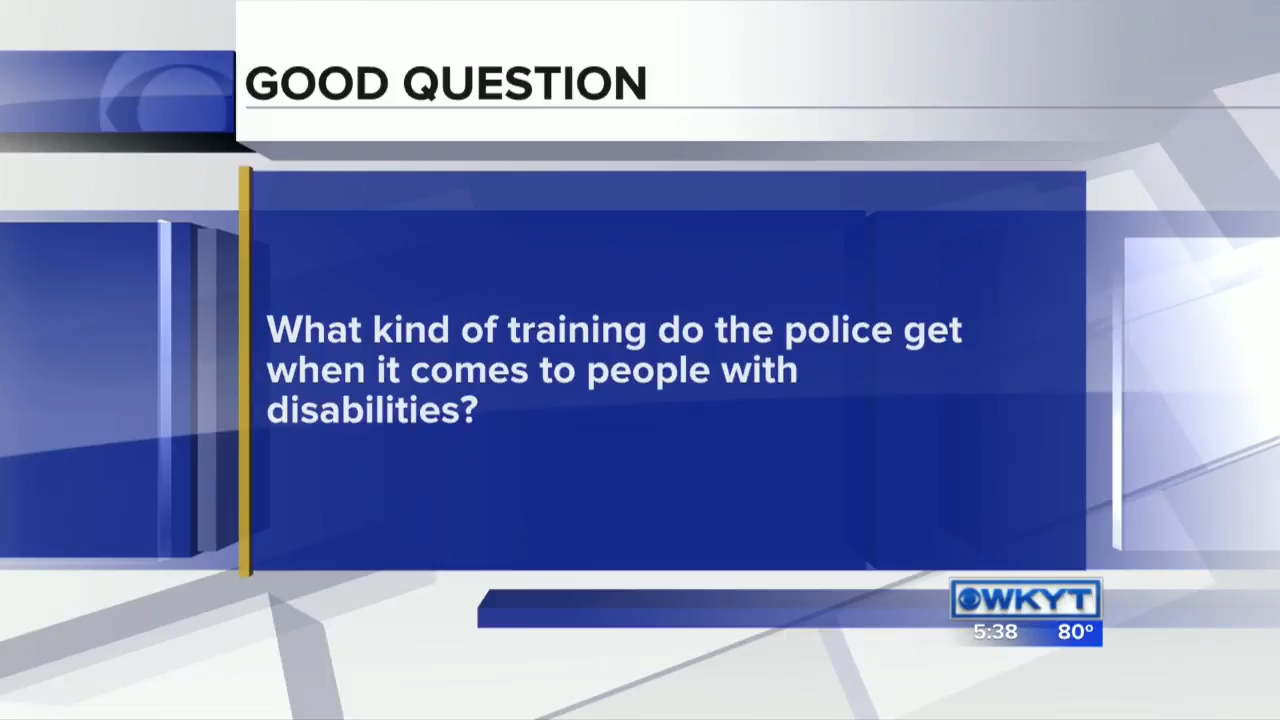 GOOD QUESTION
What kind of training do the police get
when it comes to people with
disabilities?
WKYT
5:38 80°